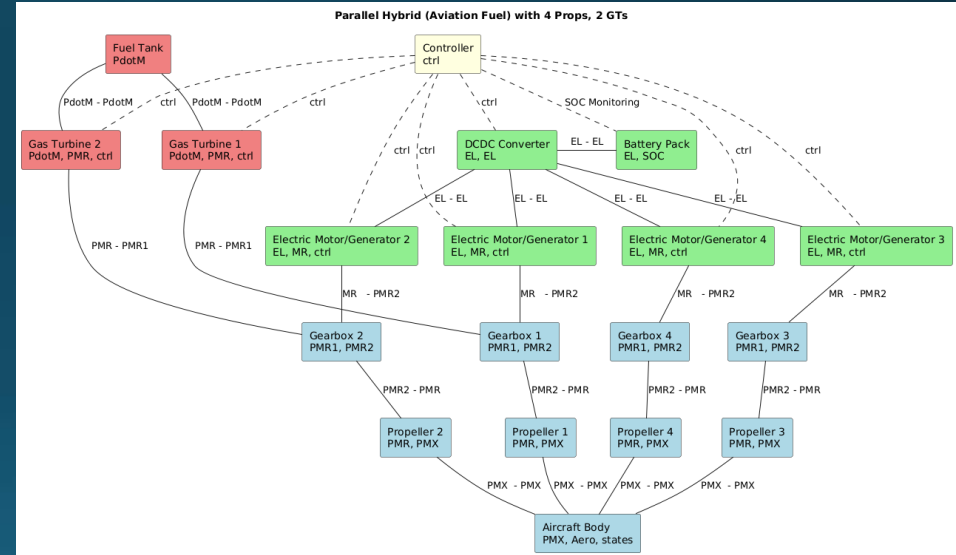 Parallel Hybrid (Aviation Fuel) with 4 Props, 2 GTs
Fuel Tank
PdotM
Controller
ctrl
PdotM - PdotM
ctrl
PdotM - PdotM
ctrl
ctrl
SOC Monitoring
Gas Turbine 2
PdotM, PMR, ctrl
Gas Turbine 1
PdotM, PMR, ctrl
DCDC Converter
EL, EL
EL - EL
Battery Pack
EL, SOC
ctrl
ctrl
ctrl
ctrl
EL - EL
EL - EL
EL - EL
EL - EL
PMR - PMR1
PMR - PMR1
Electric Motor/Generator 2
EL, MR, ctrl
Electric Motor/Generator 1
EL, MR, ctrl
Electric Motor/Generator 4
EL, MR, ctrl
Electric Motor/Generator 3
EL, MR, ctrl
MR - PMR2
MR - PMR2
MR - PMR2
MR - PMR2
Gearbox 2
PMR1, PMR2
Gearbox 1
PMR1, PMR2
Gearbox 4
PMR1, PMR2
Gearbox 3
PMR1, PMR2
PMR2 - PMR
PMR2 - PMR
PMR2 - PMR
PMR2 - PMR
Propeller 2
PMR, PMX
Propeller 1
PMR, PMX
Propeller 4
PMR, PMX
Propeller 3
PMR, PMX
PMX - PMX
PMX - PMX
PMX - PMX
PMX - PMX
Aircraft Body
PMX, Aero, states